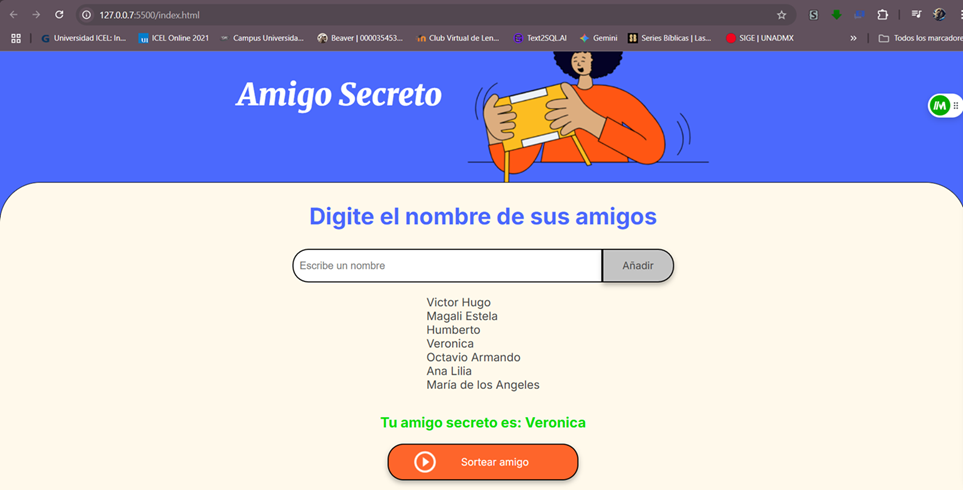 127.0.0.7:5500/index.html
Universidad ICEL: In...
ICEL Online 2021
Campus Universida...
Beaver | 000035453...
Club Virtual de Len...
Text2SQL.AI
Gemini
Series Bíblicas | Las...
SIGE | UNADMX
»
Todos los marcadore
Amigo Secreto
Digite el nombre de sus amigos
Escribe un nombre
Añadir
Victor Hugo
Magali Estela
Humberto
Veronica
Octavio Armando
Ana Lilia
María de los Angeles
Tu amigo secreto es: Veronica
Sortear amigo